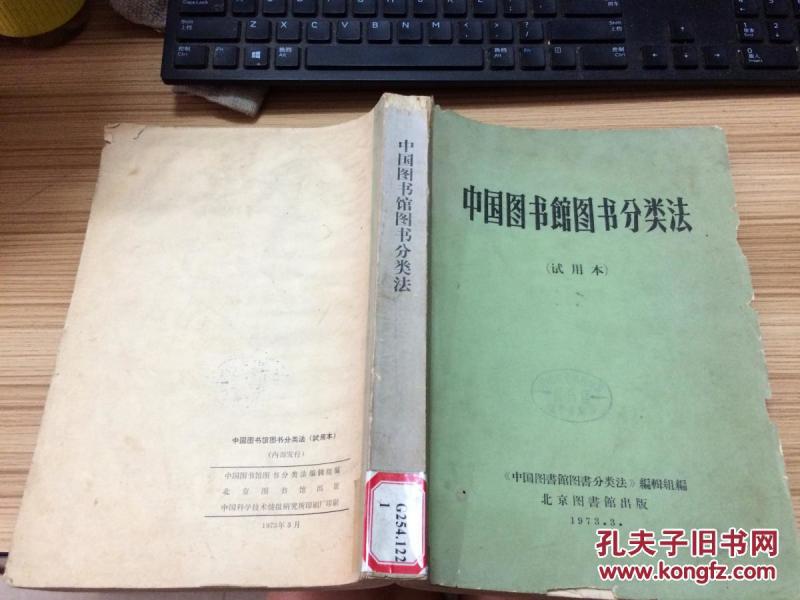 中国图书館图书分类法
(试用本)
《中国图書館图書分类法》編輯组編
北京图書館出版
1973.3.
中国图书馆图书分类法
G254.122
1
中国图书馆图书分类法(試用本)
(内部发行)
中国图书馆图书分类法编辑组编
北京图书馆出版
中国科学技术情报研究所印刷厂印刷
1973年3月
孔夫子旧书网
www.kongfz.com